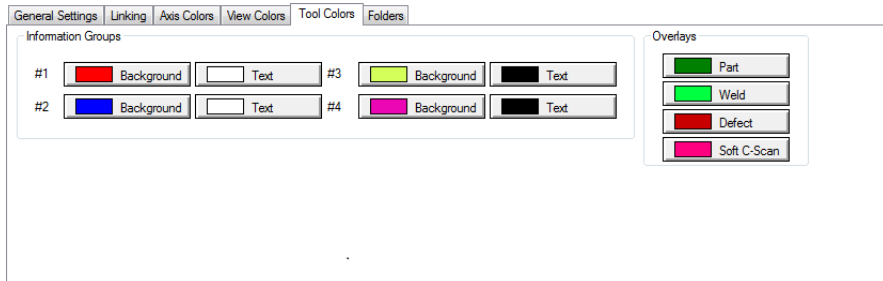 General Settings Linking Axis Colors View Colors Tool Colors Folders
Information Groups
#1 Background Text #3 Background Text
#2 Background Text #4 Background Text
Overlays
Part
Weld
Defect
Soft C-Scan